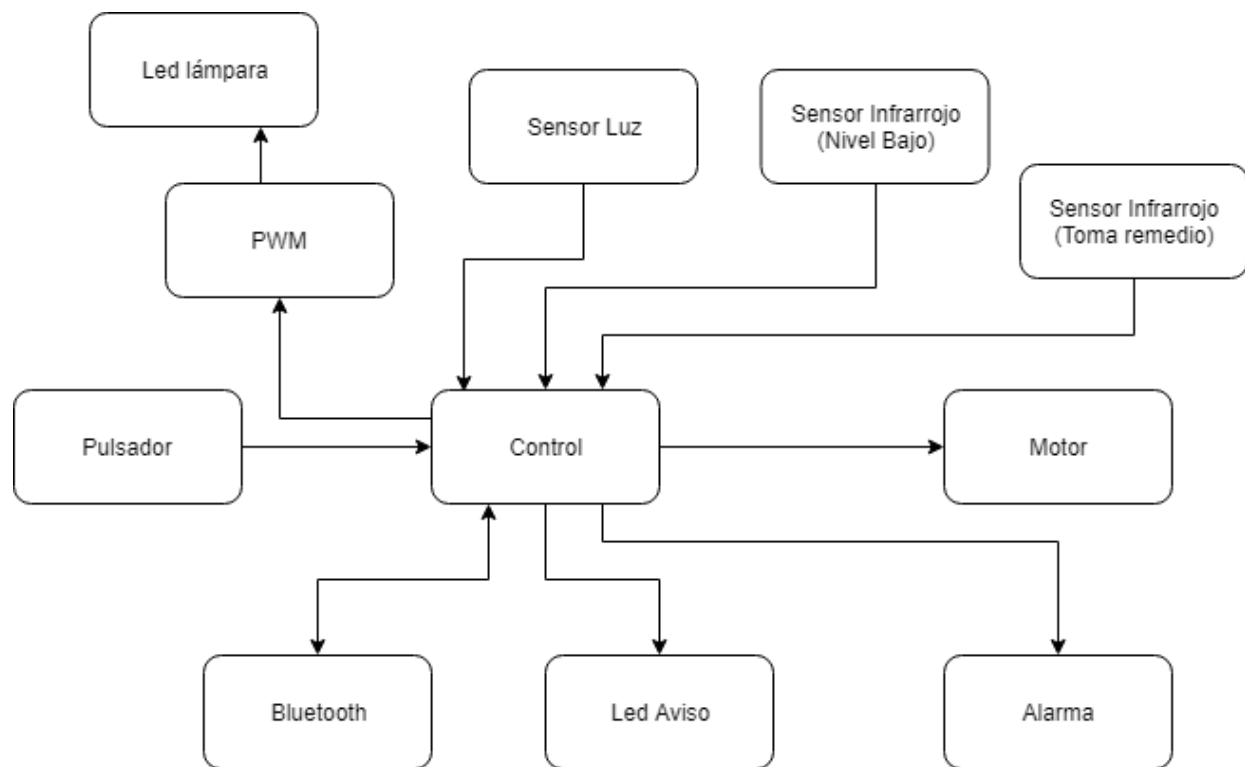 Led lámpara
Sensor Luz
Sensor Infrarrojo
(Nivel Bajo)
Sensor Infrarrojo
(Toma remedio)
PWM
Pulsador
Control
Motor
Bluetooth
Led Aviso
Alarma